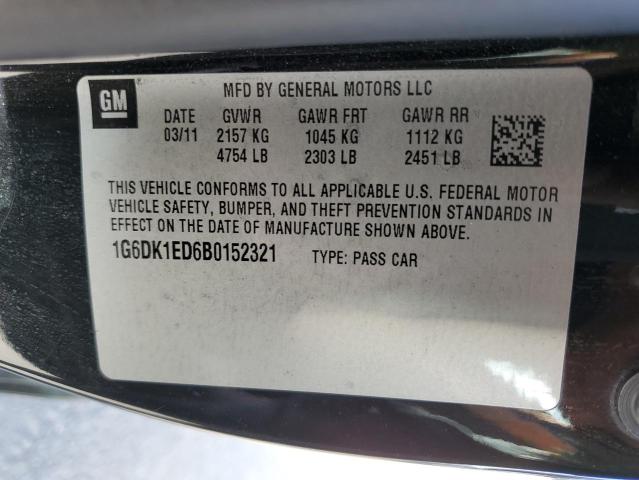 GM
MFD BY GENERAL MOTORS LLC
DATE GVWR GAWR FRT GAWR RR
03/11 2157 KG 1045 KG 1112 KG
4754 LB 2303 LB 2451 LB
THIS VEHICLE CONFORMS TO ALL APPLICABLE U.S. FEDERAL MOTOR
VEHICLE SAFETY, BUMPER, AND THEFT PREVENTION STANDARDS IN
EFFECT ON THE DATE OF MANUFACTURE SHOWN ABOVE.
1G6DK1ED6B0152321 TYPE: PASS CAR